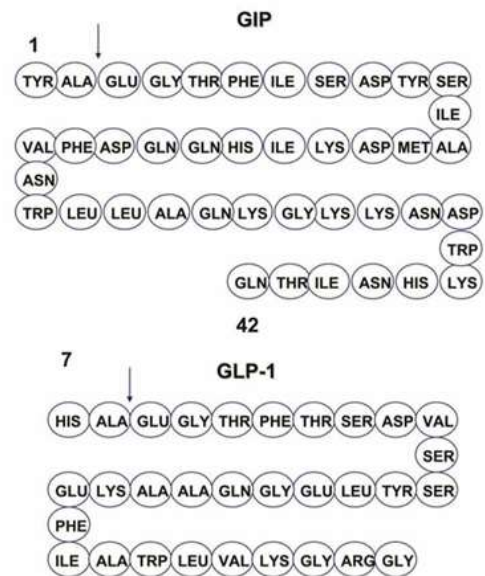 GIP
1
TYR ALA GLU GLY THR PHE ILE SER ASP TYR SER
ILE
VAL PHE ASP GLN GLN HIS ILE LYS ASP MET ALA
ASN
TRP LEU LEU ALA GLN LYS GLY LYS LYS ASN ASP
TRP
GLN THR ILE ASN HIS LYS
42
7
GLP-1
HIS ALA GLU GLY THR PHE THR SER ASP VAL
SER
GLU LYS ALA ALA GLN GLY GLU LEU TYR SER
PHE
ILE ALA TRP LEU VAL LYS GLY ARG GLY